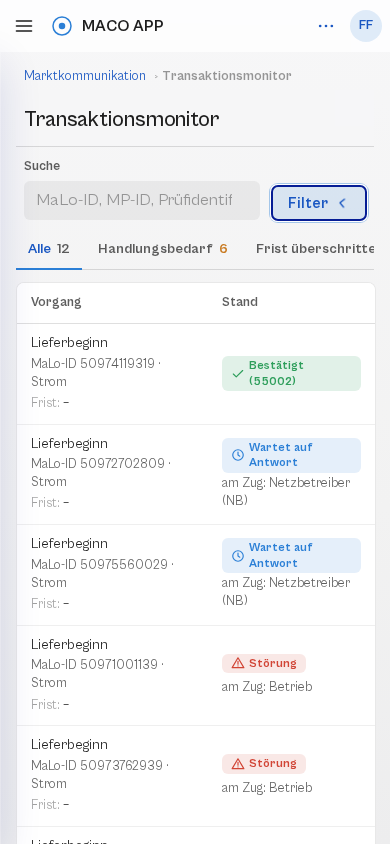 MACO APP
FF
Marktkommunikation › Transaktionsmonitor
Transaktionsmonitor
Suche
MaLo-ID, MP-ID, Prüfidentif
Filter
Alle 12 Handlungsbedarf 6 Frist überschritte
Vorgang Stand
Lieferbeginn
MaLo-ID 50974119319 ·
Strom
Frist: –
Bestätigt
(55002)
Lieferbeginn
MaLo-ID 50972702809 ·
Strom
Frist: –
Wartet auf
Antwort
am Zug: Netzbetreiber
(NB)
Lieferbeginn
MaLo-ID 50975560029 ·
Strom
Frist: –
Wartet auf
Antwort
am Zug: Netzbetreiber
(NB)
Lieferbeginn
MaLo-ID 50971001139 ·
Strom
Frist: –
Störung
am Zug: Betrieb
Lieferbeginn
MaLo-ID 50973762939 ·
Strom
Frist: –
Störung
am Zug: Betrieb